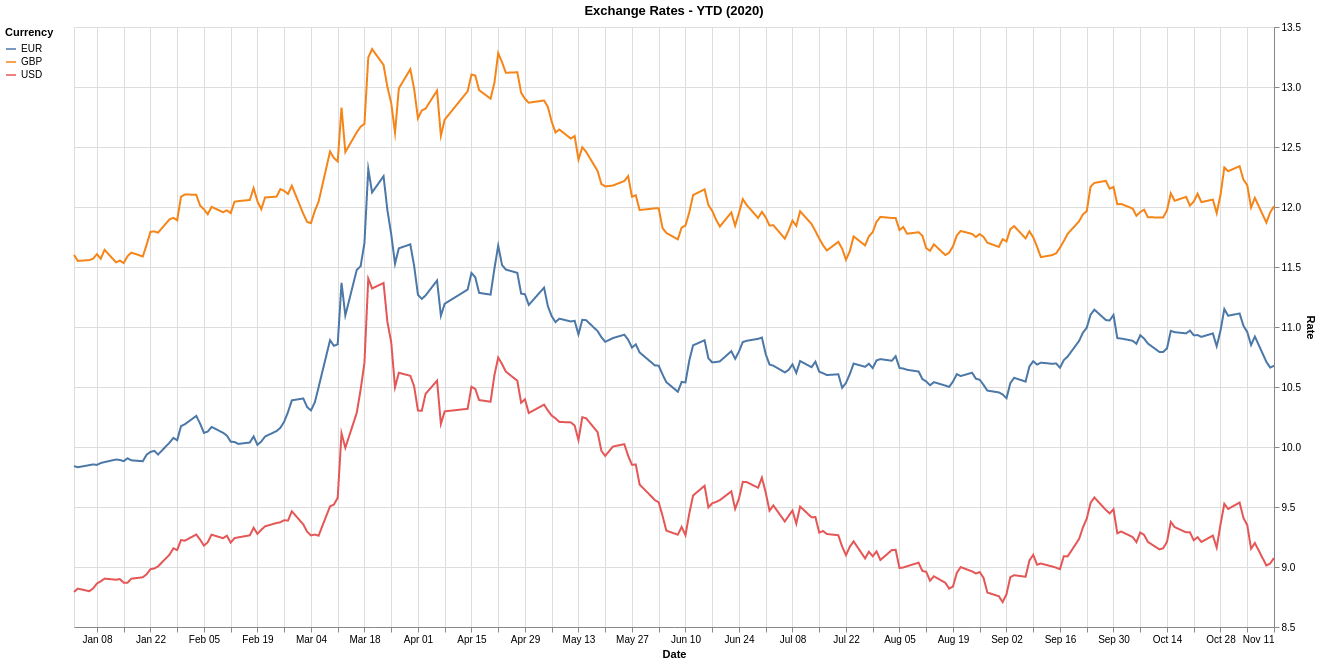 Exchange Rates - YTD (2020)
Currency
EUR
GBP
USD
13.5
13.0
12.5
12.0
11.5
11.0
10.5
10.0
9.5
9.0
8.5
Rate
Jan 08 Jan 22 Feb 05 Feb 19 Mar 04 Mar 18 Apr 01 Apr 15 Apr 29 May 13 May 27 Jun 10 Jun 24 Jul 08 Jul 22 Aug 05 Aug 19 Sep 02 Sep 16 Sep 30 Oct 14 Oct 28 Nov 11
Date